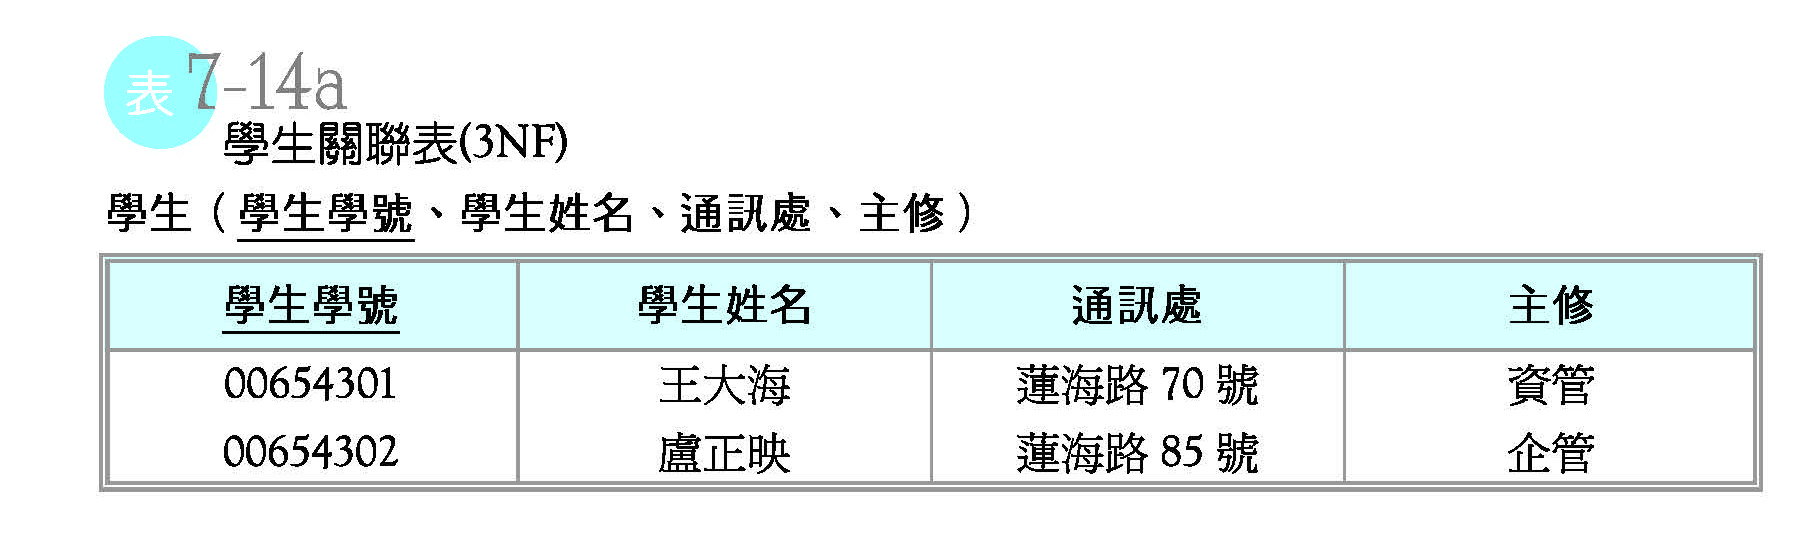 表 7-14a
學生關聯表(3NF)
學生（學生學號、學生姓名、通訊處、主修）
學生學號 學生姓名 通訊處 主修
00654301 王大海 蓮海路 70 號 資管
00654302 盧正映 蓮海路 85 號 企管